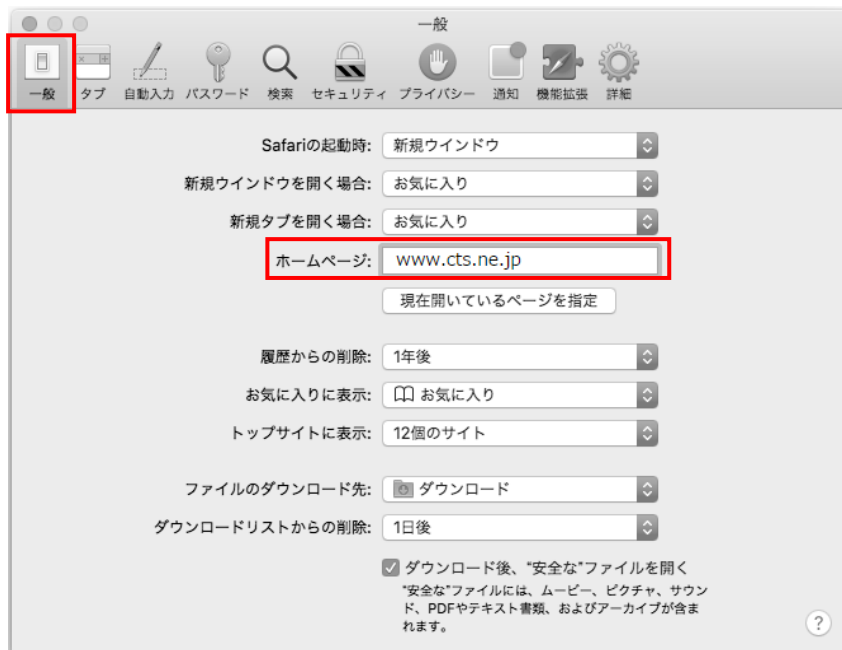 一般
一般 タブ 自動入力 パスワード 検索 セキュリティ プライバシー 通知 機能拡張 詳細
Safariの起動時: 新規ウインドウ
新規ウインドウを開く場合: お気に入り
新規タブを開く場合: お気に入り
ホームページ: www.cts.ne.jp
現在開いているページを指定
履歴からの削除: 1年後
お気に入りに表示: お気に入り
トップサイトに表示: 12個のサイト
ファイルのダウンロード先: ダウンロード
ダウンロードリストからの削除: 1日後
ダウンロード後、“安全な”ファイルを開く
“安全な”ファイルには、ムービー、ピクチャ、サウン
ド、PDFやテキスト書類、およびアーカイブが含ま
れます。
?